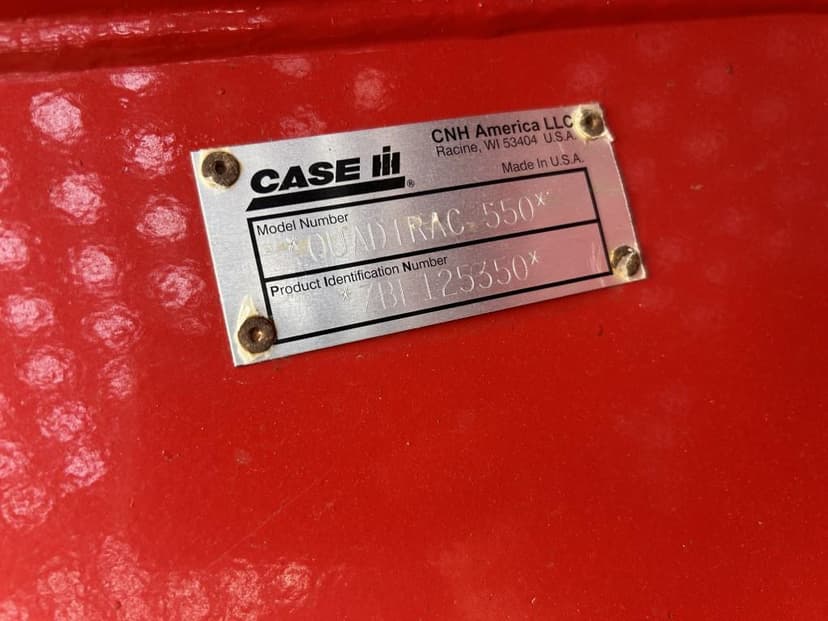 CASE IH®
CNH America LLC
Racine, WI 53404 U.S.A.
Made In U.S.A.
Model Number
*QUADTRAC 550*
Product Identification Number
*ZBF125350*